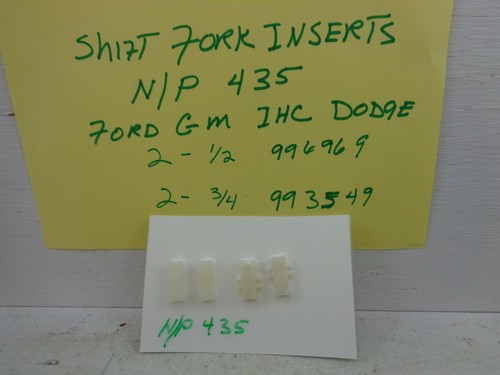 SHIFT FORK INSERTS
N/P 435
FORD GM IHC DODGE
2 - 1/2 996969
2 - 3/4 993549
N/P 435